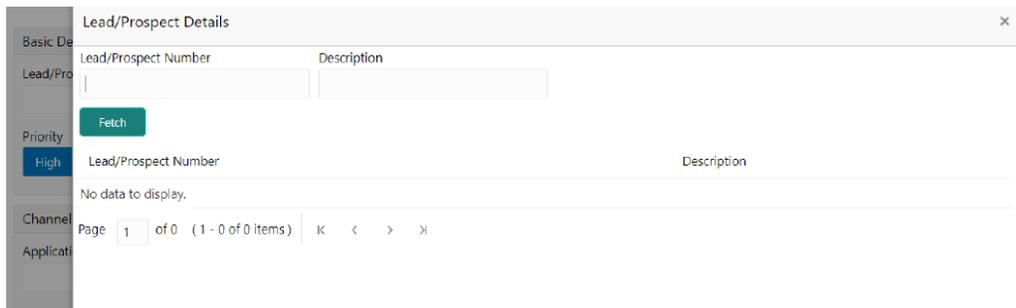 Lead/Prospect Details ×
Basic De
Lead/Prospect Number Description
Lead/Pro
Fetch
Priority
High
Lead/Prospect Number Description
No data to display.
Channel
Page 1 of 0 (1 - 0 of 0 items)
Applicati